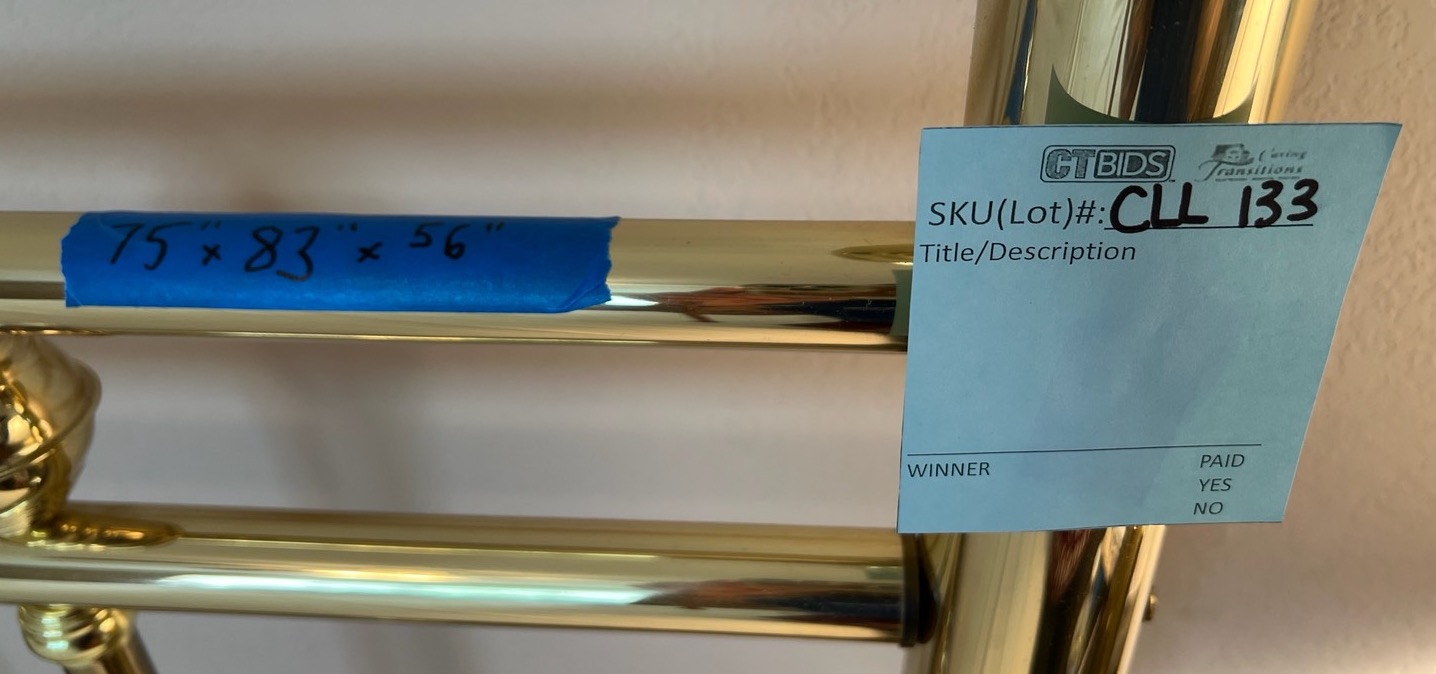 75" x 83" x 56"
CTBIDS
Caring
Transitions
SKU(Lot)#: CLL 133
Title/Description
WINNER PAID
YES
NO